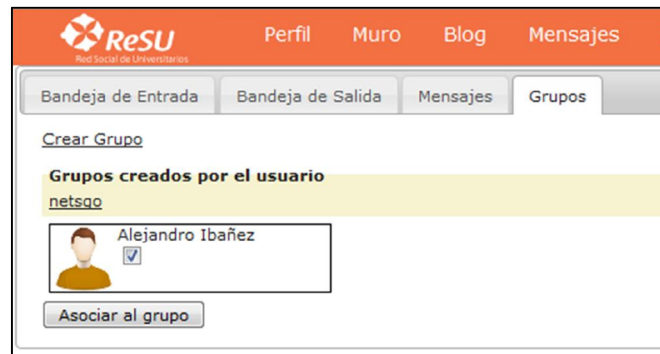 ReSU
Red Social de Universitarios
Perfil Muro Blog Mensajes
Bandeja de Entrada Bandeja de Salida Mensajes Grupos
Crear Grupo
Grupos creados por el usuario
netsgo
Alejandro Ibañez
Asociar al grupo